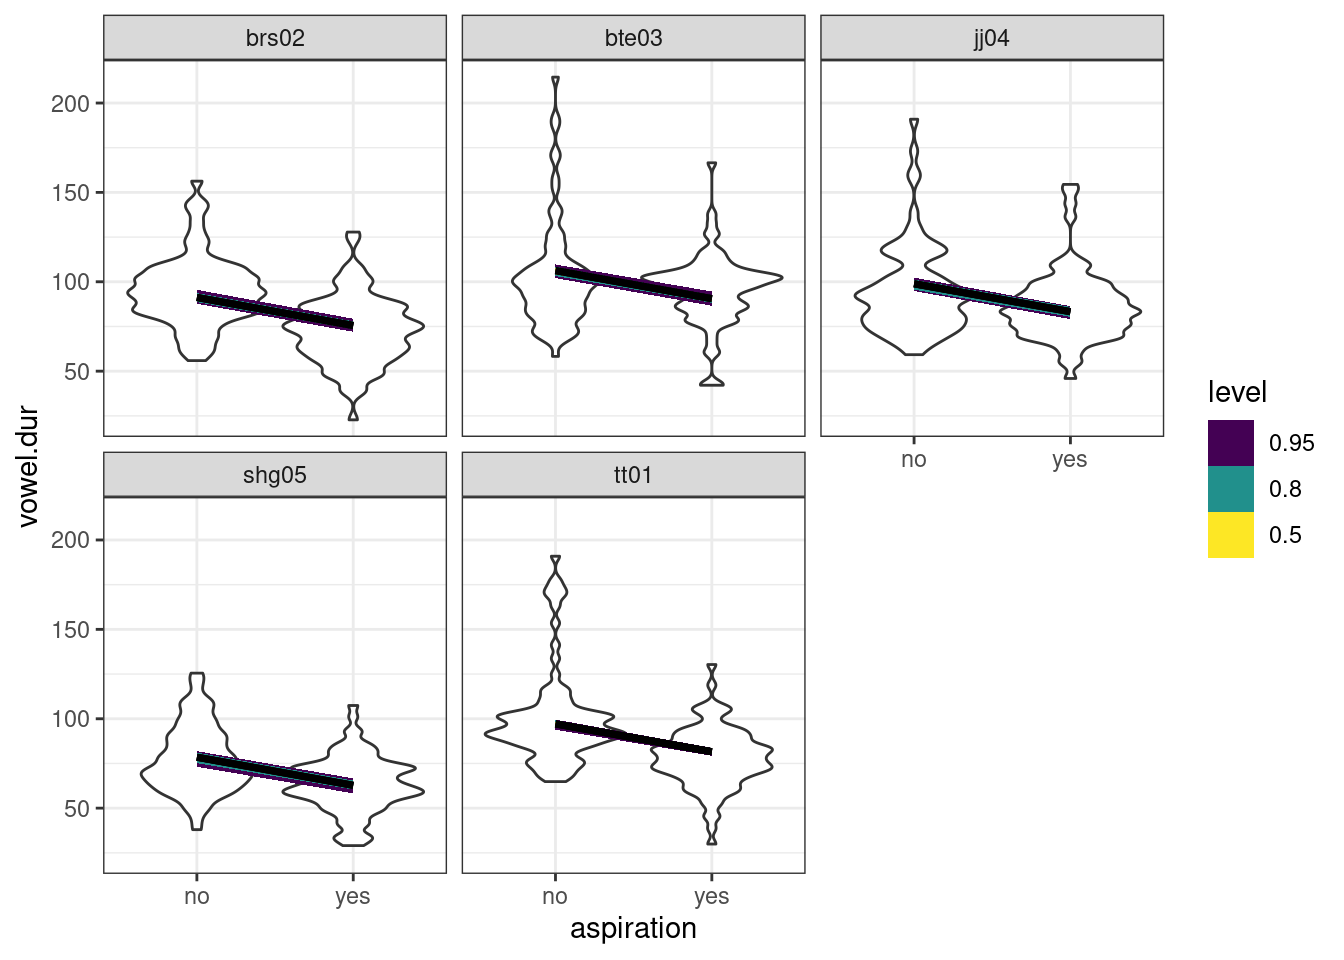 brs02
bte03
jj04
200
150
100
50
no
yes
shg05
tt01
200
150
100
50
no
yes
no
yes
aspiration
vowel.dur
level
0.95
0.8
0.5